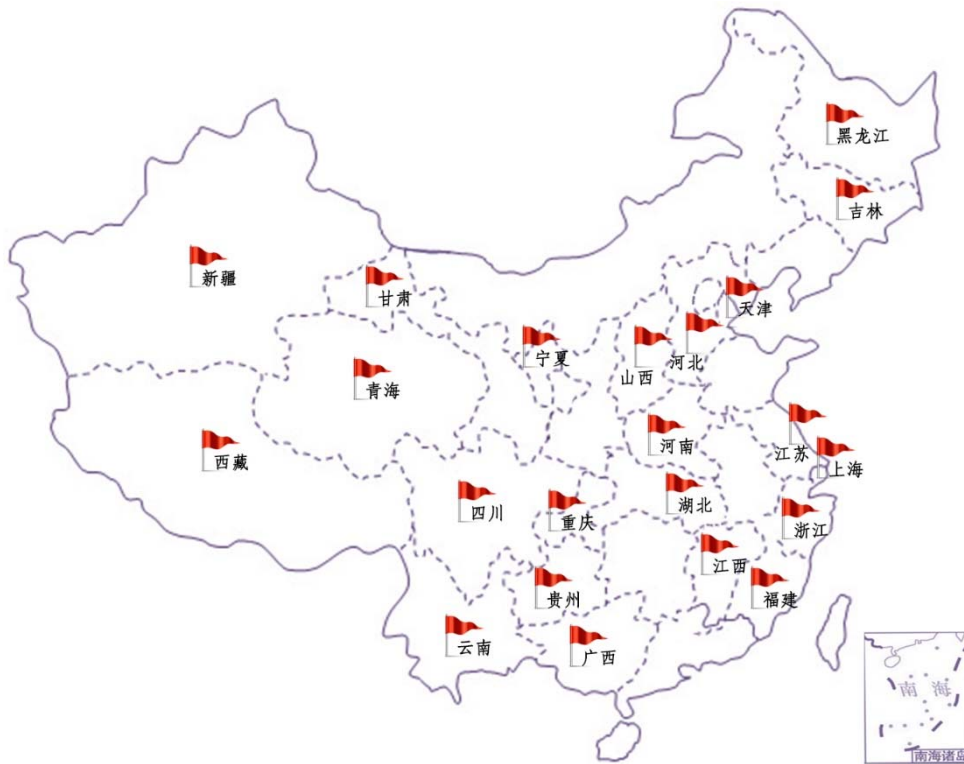 黑龙江
吉林
新疆
甘肃
天津
宁夏
山西
河北
青海
河南
江苏
西藏
上海
四川
重庆
湖北
浙江
江西
贵州
福建
云南
广西
南海
南海诸岛